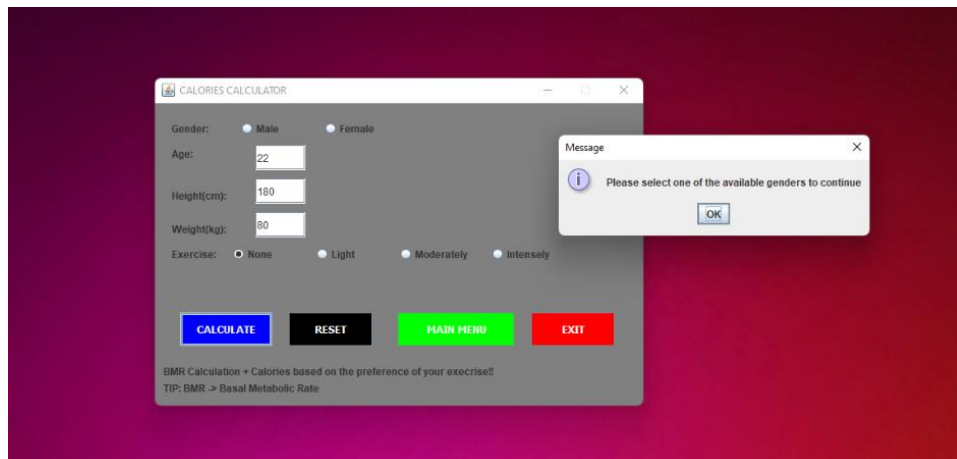 CALORIES CALCULATOR
Gender: Male Female
Age: 22
Height(cm): 180
Weight(kg): 80
Exercise: None Light Moderately Intensely
CALCULATE RESET MAIN MENU EXIT
BMR Calculation + Calories based on the preference of your execrise!!
TIP: BMR -> Basal Metabolic Rate
Message
Please select one of the available genders to continue
OK